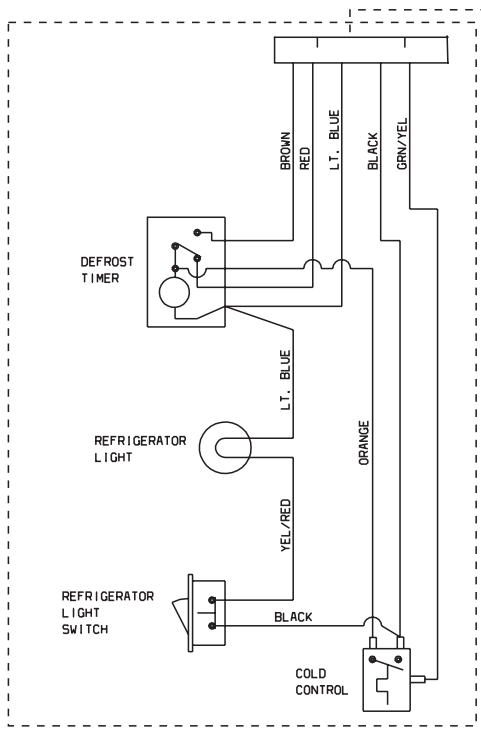 BROWN
RED
LT. BLUE
BLACK
GRN/YEL
DEFROST
TIMER
LT. BLUE
REFRIGERATOR
LIGHT
ORANGE
YEL/RED
REFRIGERATOR
LIGHT
SWITCH
BLACK
COLD
CONTROL